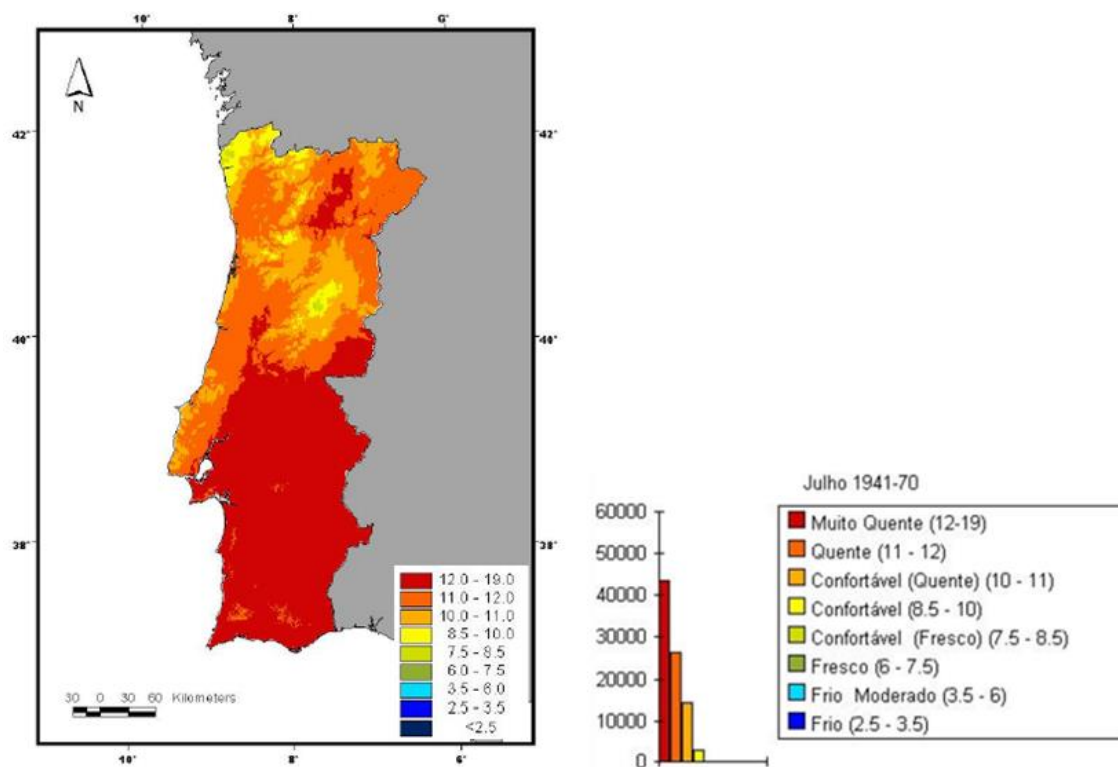 10° 8° G°
N
42° 42°
40° 40°
38° 38°
12.0 - 19.0
11.0 - 12.0
10.0 - 11.0
8.5 - 10.0
7.5 - 8.5
6.0 - 7.5
3.5 - 6.0
2.5 - 3.5
<2.5
30 0 30 60 Kilometers
10° 8° 6°
Julho 1941-70
60000
50000
40000
30000
20000
10000
0
Muito Quente (12-19)
Quente (11 - 12)
Confortável (Quente) (10 - 11)
Confortável (8.5 - 10)
Confortável (Fresco) (7.5 - 8.5)
Fresco (6 - 7.5)
Frio Moderado (3.5 - 6)
Frio (2.5 - 3.5)